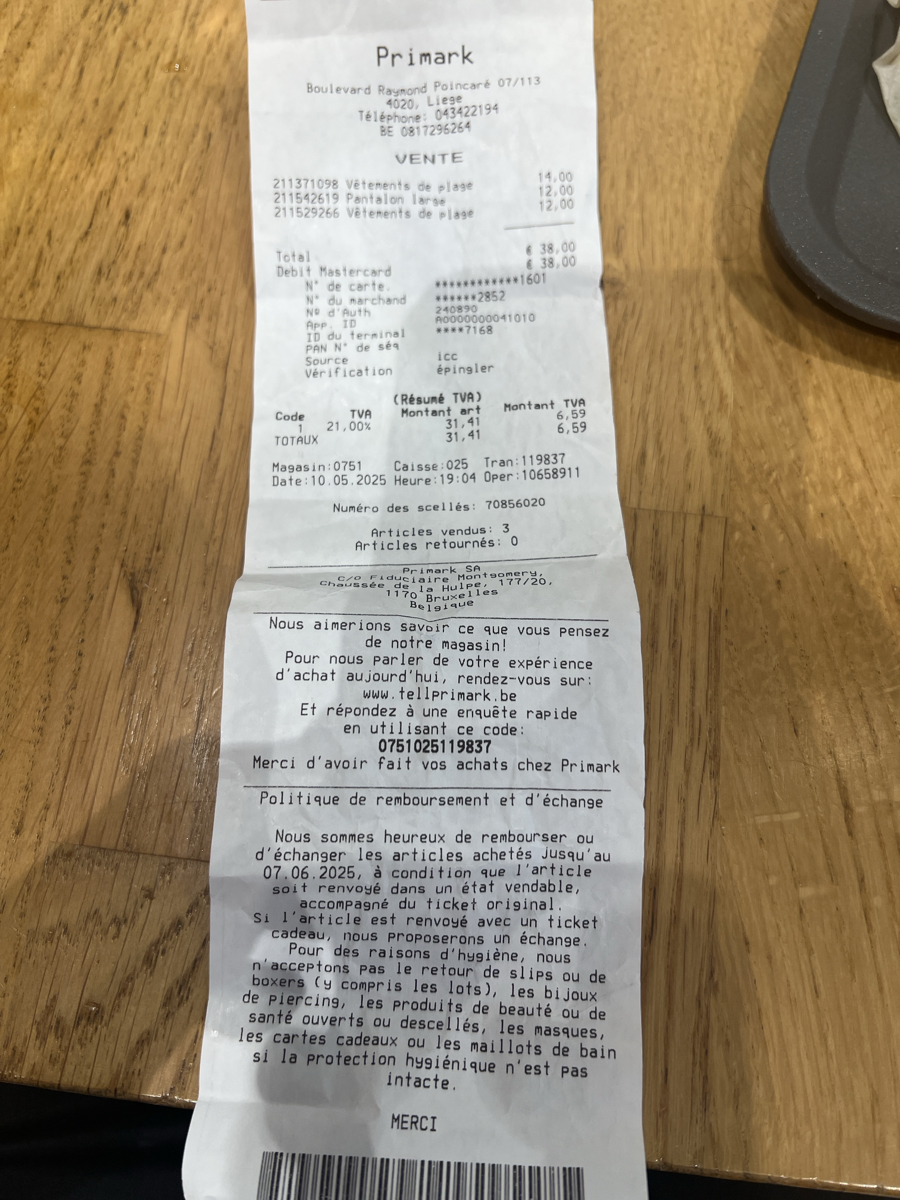 Primark
Boulevard Raymond Poincaré 07/113
4020, Liege
Téléphone: 043422194
BE 0817296264
VENTE
211371098 Vêtements de plage 14,00
211542619 Pantalon large 12,00
211529266 Vêtements de plage 12,00
Total € 38,00
Debit Mastercard € 38,00
N° de carte. ************1601
N° du marchand ******2852
Nº d'Auth 240890
App. ID A0000000041010
ID du terminal ****7168
PAN N° de séq
Source icc
Vérification épingler
(Résumé TVA)
Code TVA Montant art Montant TVA
1 21,00% 31,41 6,59
TOTAUX 31,41 6,59
Magasin:0751 Caisse:025 Tran:119837
Date:10.05.2025 Heure:19:04 Oper:10658911
Numéro des scellés: 70856020
Articles vendus: 3
Articles retournés: 0
Primark SA
C/o Fiduciaire Montgomery,
Chaussée de la Hulpe, 177/20,
1170 Bruxelles
Belgique
Nous aimerions savoir ce que vous pensez
de notre magasin!
Pour nous parler de votre expérience
d'achat aujourd'hui, rendez-vous sur:
www.tellprimark.be
Et répondez à une enquête rapide
en utilisant ce code:
0751025119837
Merci d'avoir fait vos achats chez Primark
Politique de remboursement et d'échange
Nous sommes heureux de rembourser ou
d'échanger les articles achetés jusqu'au
07.06.2025, à condition que l'article
soit renvoyé dans un état vendable,
accompagné du ticket original.
Si l'article est renvoyé avec un ticket
cadeau, nous proposerons un échange.
Pour des raisons d'hygiène, nous
n'acceptons pas le retour de slips ou de
boxers (y compris les lots), les bijoux
de piercing, les produits de beauté ou de
santé ouverts ou descellés, les masques,
les cartes cadeaux ou les maillots de bain
si la protection hygiénique n'est pas
intacte.
MERCI